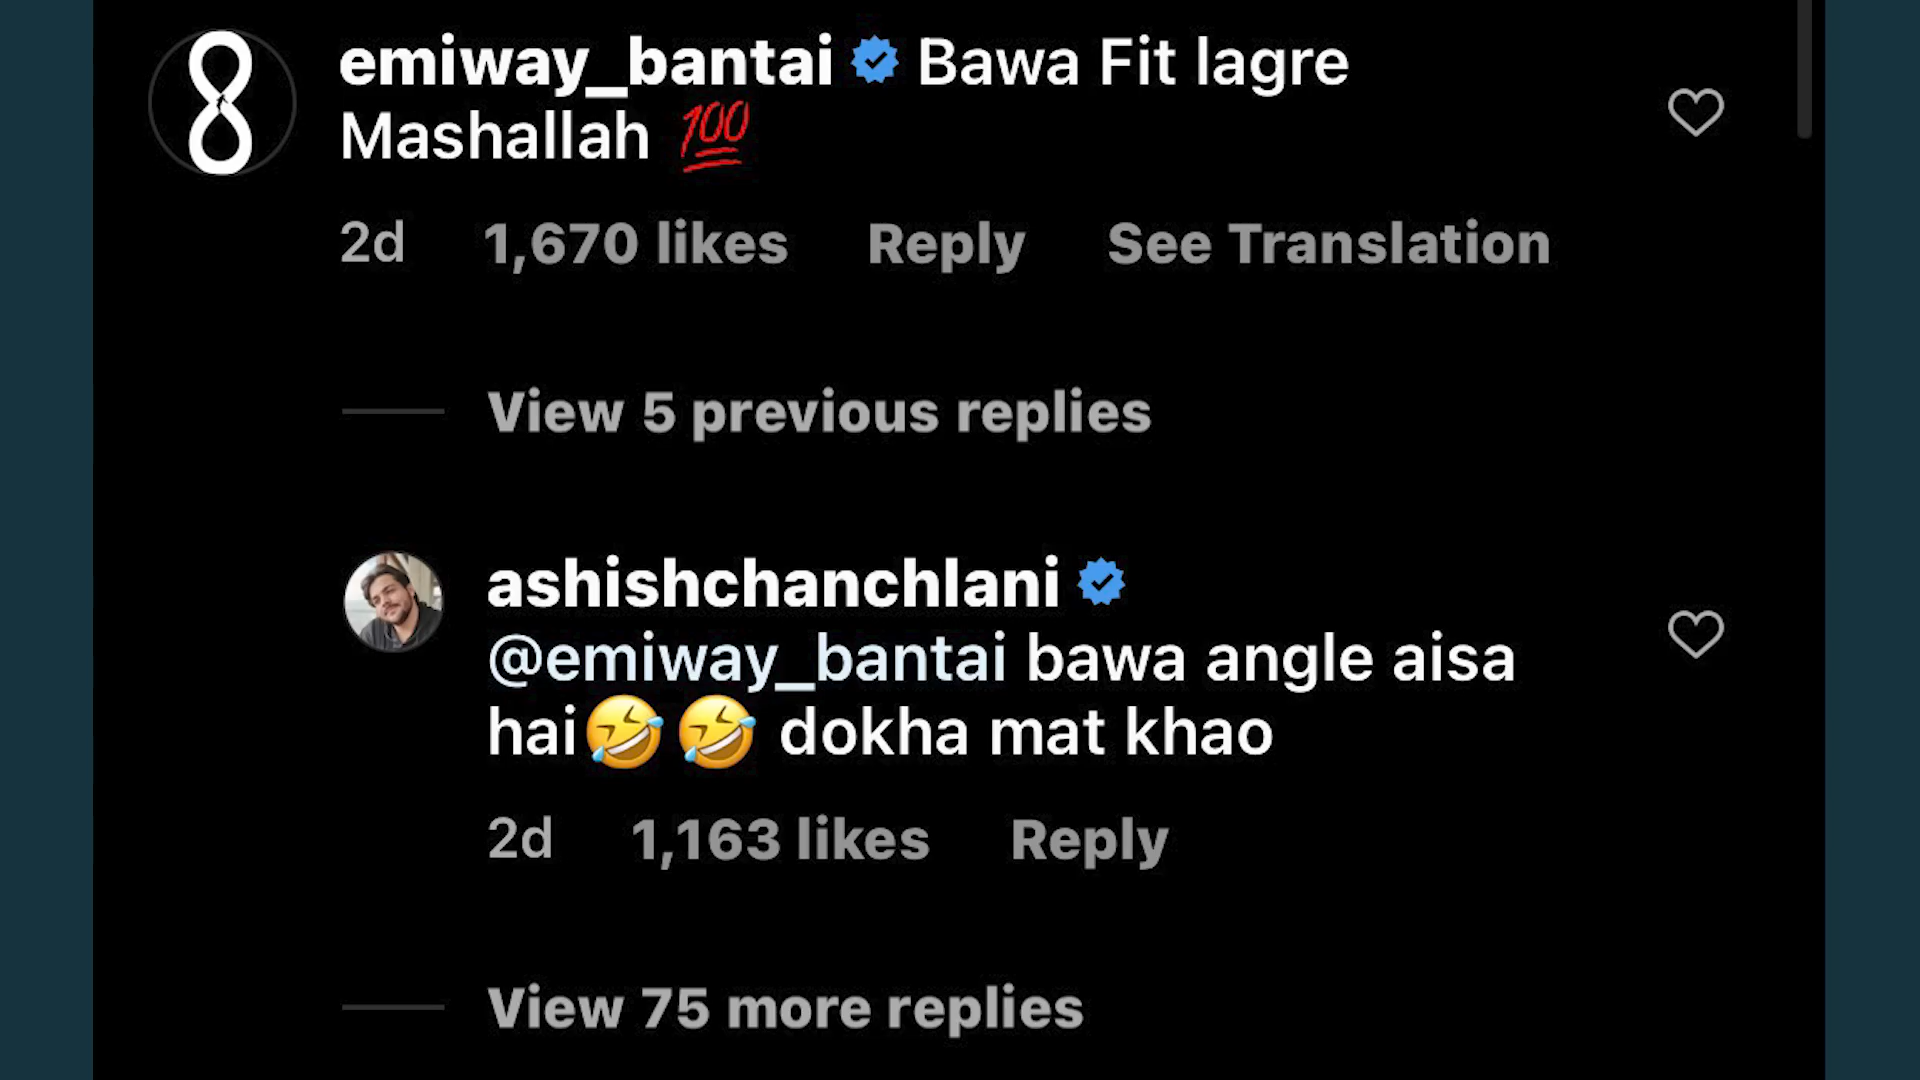 emiway_bantai Bawa Fit lagre
Mashallah 💯
2d 1,670 likes Reply See Translation
View 5 previous replies
ashishchanchlani
@emiway_bantai bawa angle aisa
hai🤣🤣 dokha mat khao
2d 1,163 likes Reply
View 75 more replies